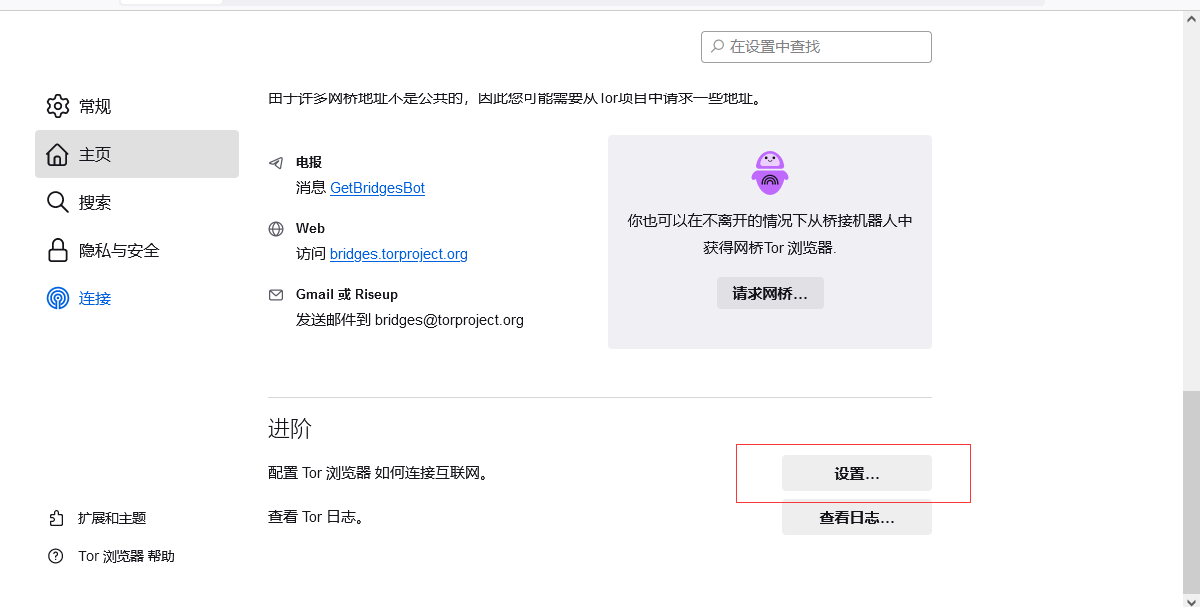 在设置中查找
常规
主页
搜索
隐私与安全
连接
扩展和主题
Tor 浏览器 帮助
由于许多网桥地址不是公共的，因此您可能需要从Tor项目中请求一些地址。
电报
消息 GetBridgesBot
Web
访问 bridges.torproject.org
Gmail 或 Riseup
发送邮件到 bridges@torproject.org
你也可以在不离开的情况下从桥接机器人中
获得网桥Tor 浏览器.
请求网桥…
进阶
配置 Tor 浏览器 如何连接互联网。
设置…
查看 Tor 日志。
查看日志…